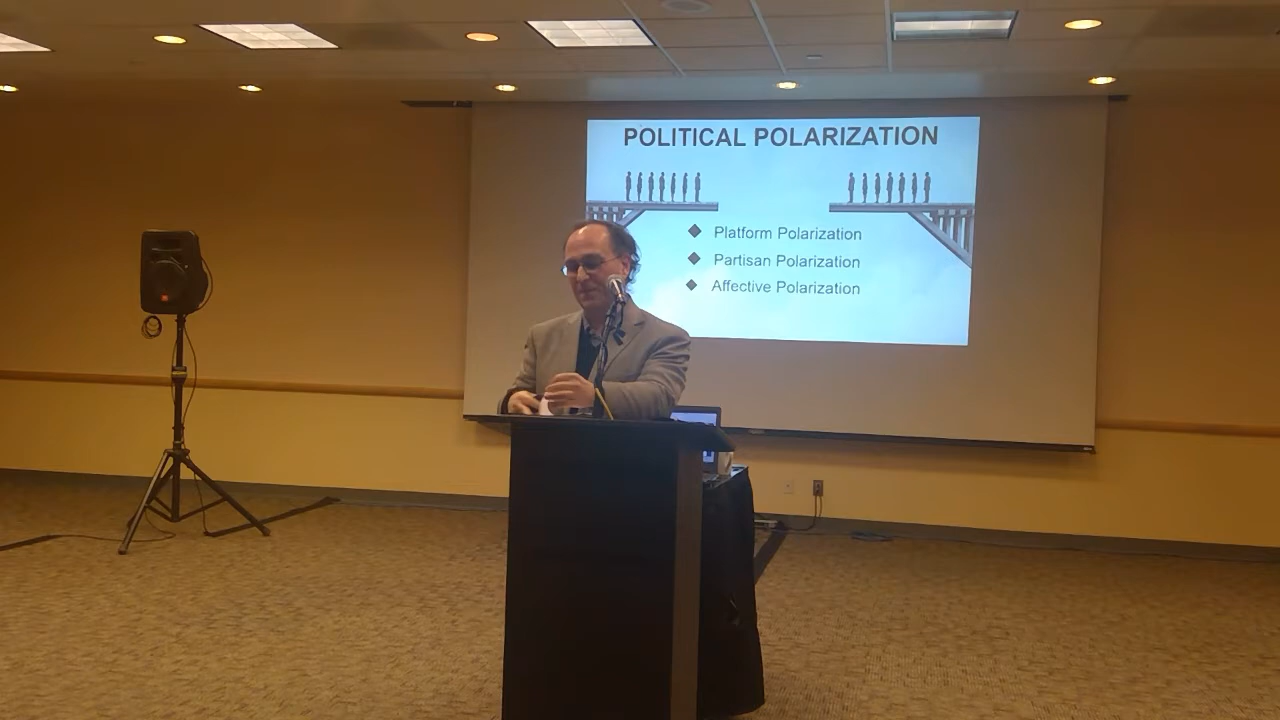 POLITICAL POLARIZATION
Platform Polarization
Partisan Polarization
Affective Polarization